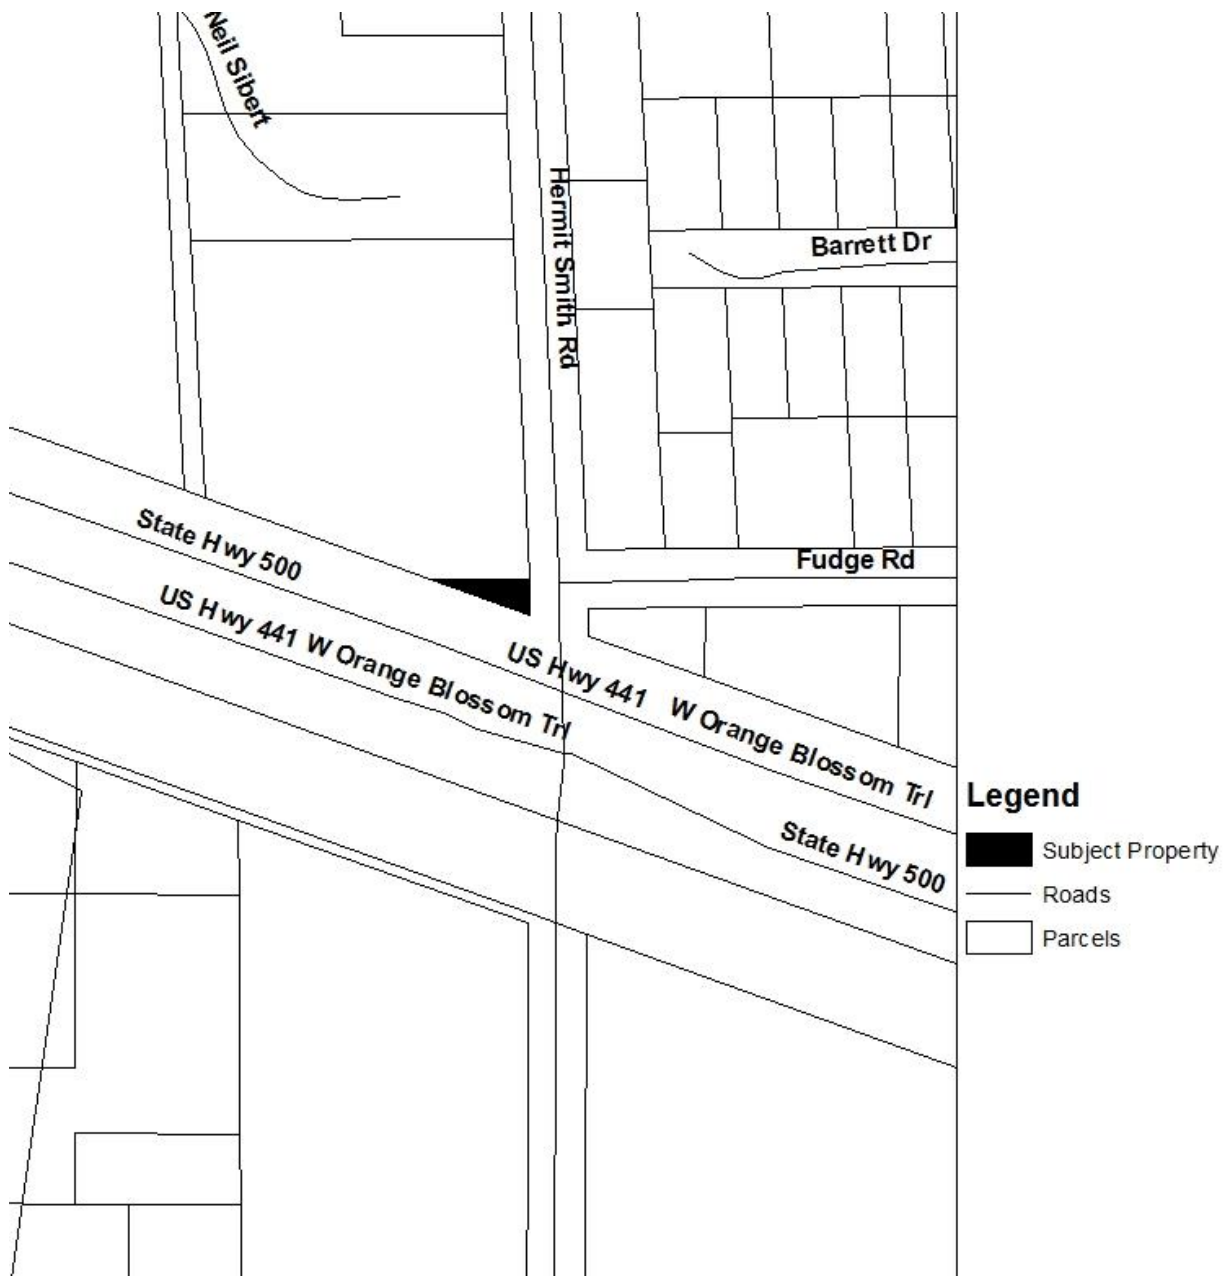 Neil Sibert
Hermit Smith Rd
Barrett Dr
State Hwy 500
Fudge Rd
US Hwy 441 W Orange Blossom Trl
US Hwy 441 W Orange Blossom Trl
State Hwy 500
Legend
Subject Property
Roads
Parcels